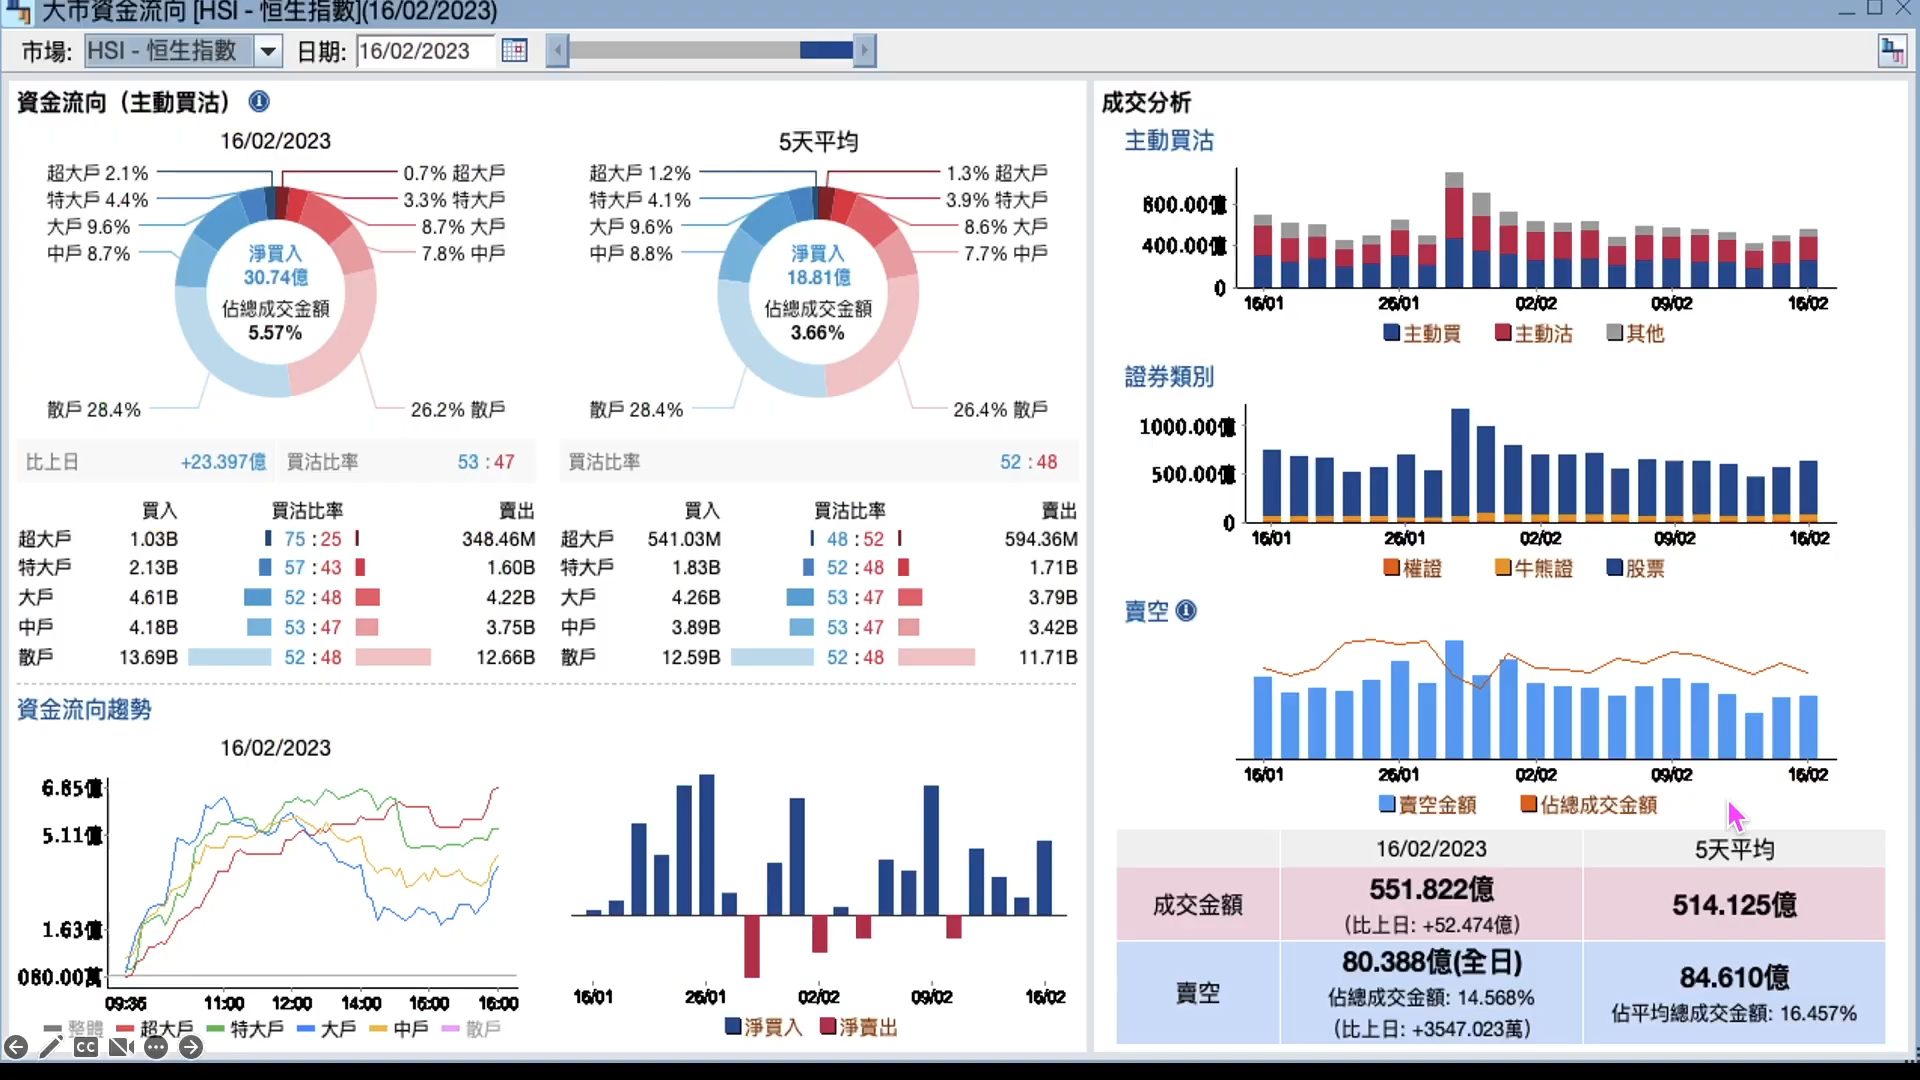 大市資金流向 [HSI - 恒生指數](16/02/2023)
市場: HSI - 恒生指數 日期: 16/02/2023
資金流向（主動買沽）
16/02/2023
超大戶 2.1% 0.7% 超大戶
特大戶 4.4% 3.3% 特大戶
大戶 9.6% 8.7% 大戶
中戶 8.7% 7.8% 中戶
淨買入
30.74億
佔總成交金額
5.57%
散戶 28.4% 26.2% 散戶
比上日 +23.397億 買沽比率 53 : 47
買入 買沽比率 賣出
超大戶 1.03B 75 : 25 348.46M
特大戶 2.13B 57 : 43 1.60B
大戶 4.61B 52 : 48 4.22B
中戶 4.18B 53 : 47 3.75B
散戶 13.69B 52 : 48 12.66B
5天平均
超大戶 1.2% 1.3% 超大戶
特大戶 4.1% 3.9% 特大戶
大戶 9.6% 8.6% 大戶
中戶 8.8% 7.7% 中戶
淨買入
18.81億
佔總成交金額
3.66%
散戶 28.4% 26.4% 散戶
買沽比率 52 : 48
買入 買沽比率 賣出
超大戶 541.03M 48 : 52 594.36M
特大戶 1.83B 52 : 48 1.71B
大戶 4.26B 53 : 47 3.79B
中戶 3.89B 53 : 47 3.42B
散戶 12.59B 52 : 48 11.71B
資金流向趨勢
16/02/2023
6.85億
5.11億
1.63億
080.00萬
09:36 11:00 12:00 14:00 15:00 16:00
整體 超大戶 特大戶 大戶 中戶 散戶
16/01 26/01 02/02 09/02 16/02
淨買入 淨賣出
成交分析
主動買沽
800.00億
400.00億
0
16/01 26/01 02/02 09/02 16/02
主動買 主動沽 其他
證券類別
1000.00億
500.00億
0
16/01 26/01 02/02 09/02 16/02
權證 牛熊證 股票
賣空
16/01 26/01 02/02 09/02 16/02
賣空金額 佔總成交金額
16/02/2023 5天平均
成交金額 551.822億 514.125億
(比上日: +52.474億)
賣空 80.388億(全日) 84.610億
佔總成交金額: 14.568% 佔平均總成交金額: 16.457%
(比上日: +3547.023萬)
CC